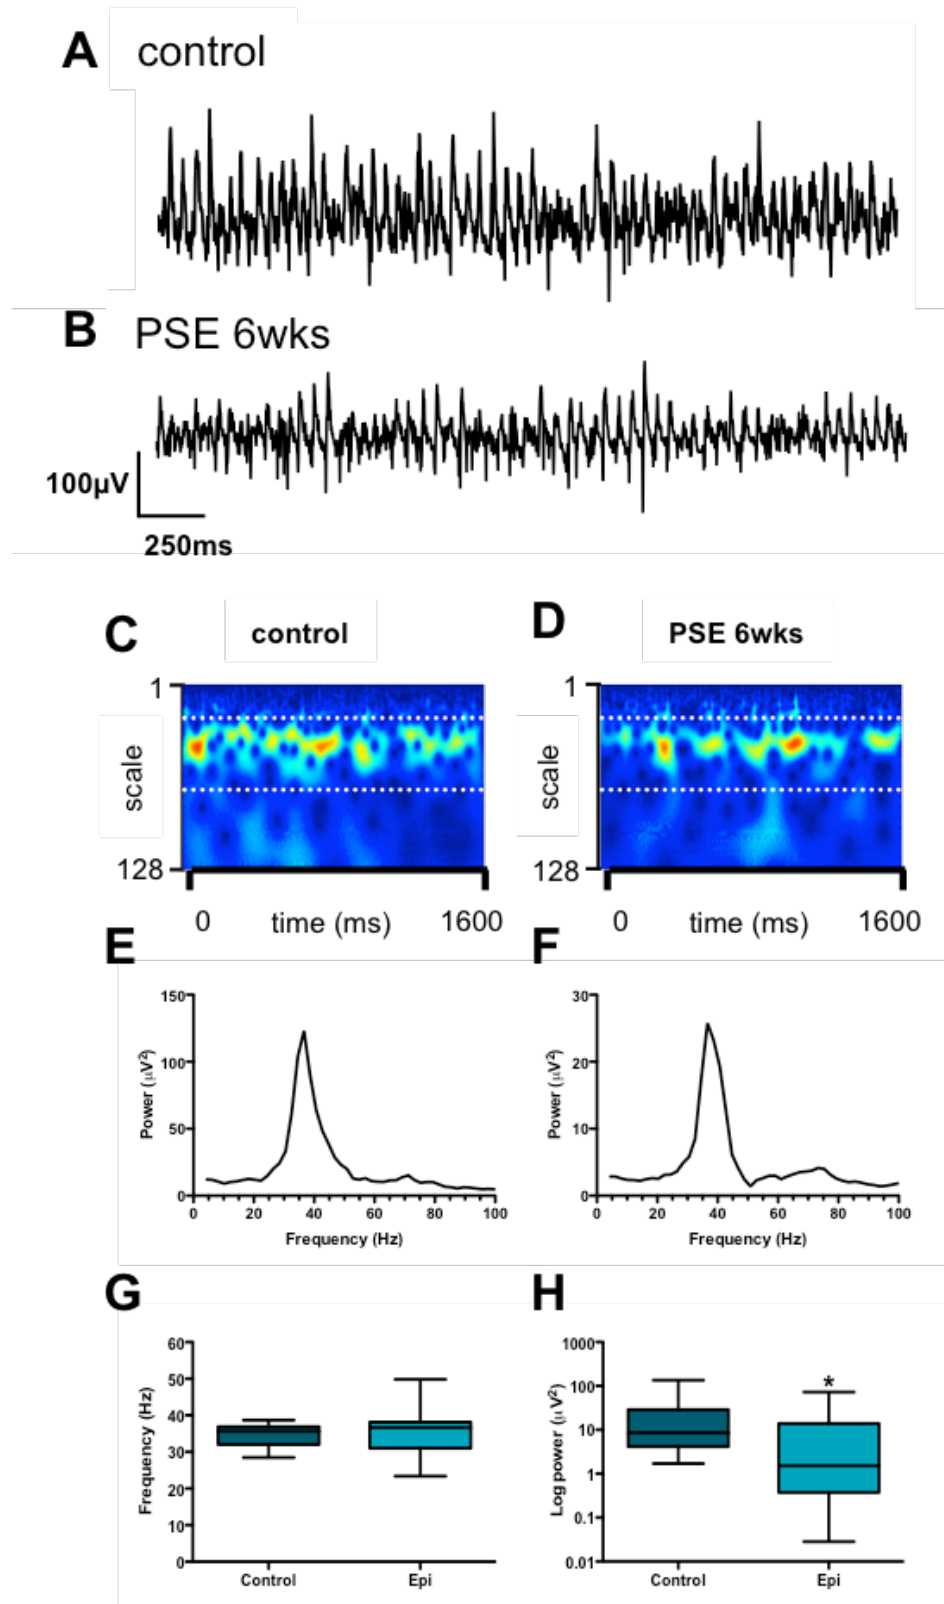 A control
B PSE 6wks
100µV
250ms
C control
D PSE 6wks
1
scale
128
0 time (ms) 1600
1
scale
128
0 time (ms) 1600
E
150
100
50
0
Power (µV²)
0 20 40 60 80 100
Frequency (Hz)
F
30
20
10
0
Power (µV²)
0 20 40 60 80 100
Frequency (Hz)
G
60
50
40
30
20
10
0
Frequency (Hz)
Control Epi
H
1000
100
10
1
0.1
0.01
Log power (µV²)
*
Control Epi